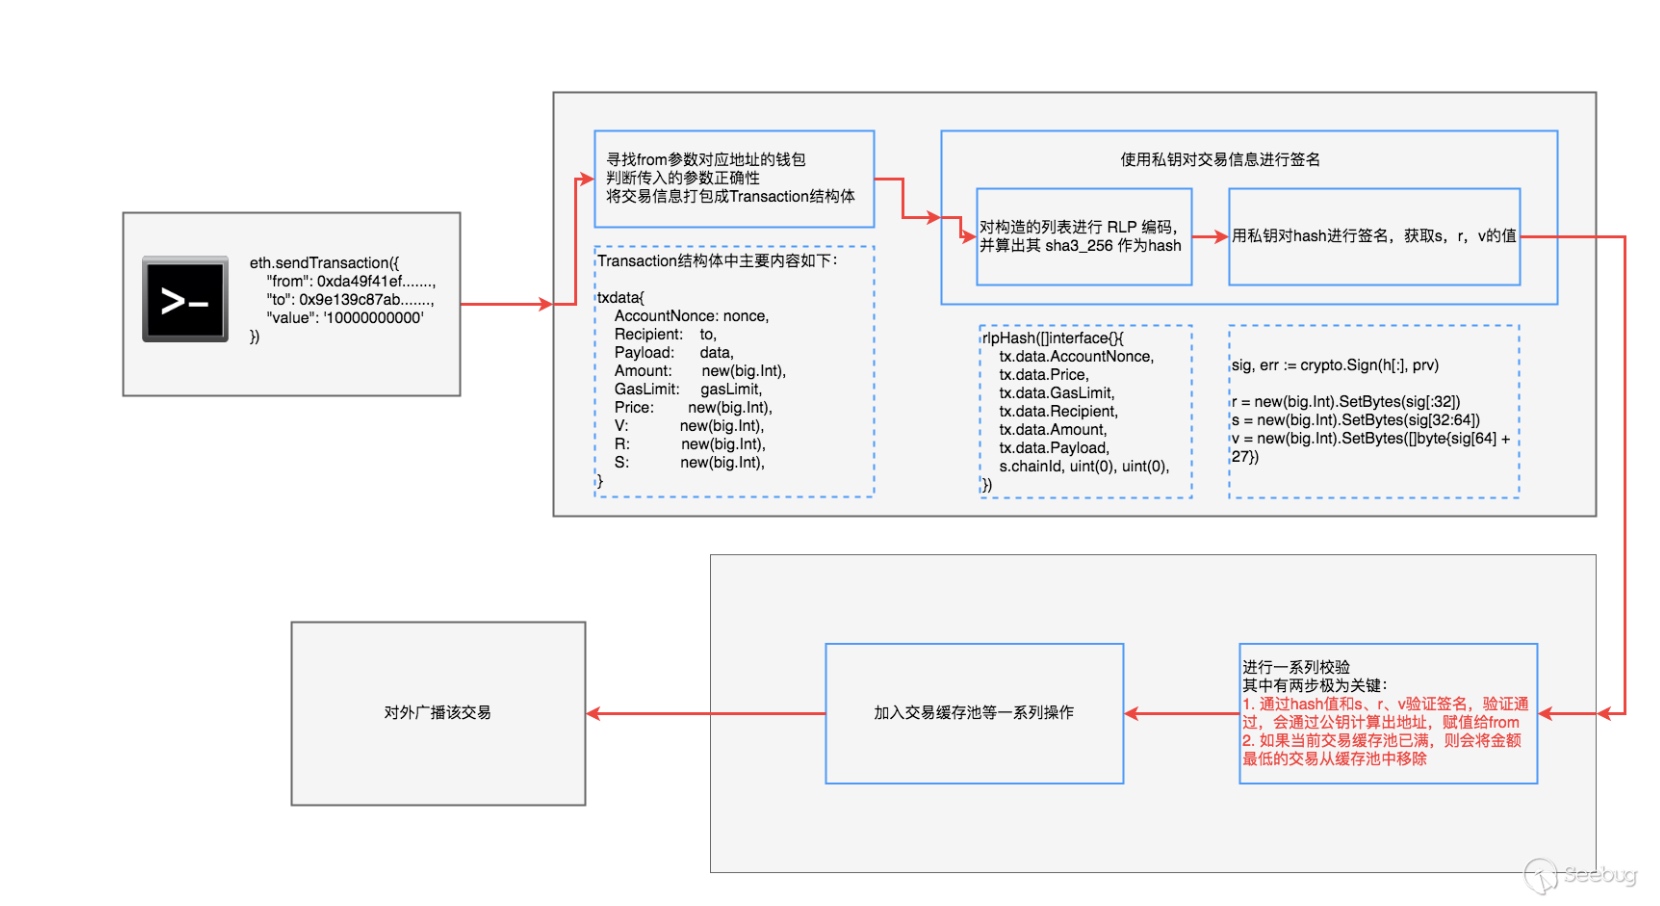 eth.sendTransaction({
"from": 0xda49f41ef.......,
"to": 0x9e139c87ab.......,
"value": '10000000000'
})
>_
寻找from参数对应地址的钱包
判断传入的参数正确性
将交易信息打包成Transaction结构体
Transaction结构体中主要内容如下：
txdata{
AccountNonce: nonce,
Recipient: to,
Payload: data,
Amount: new(big.Int),
GasLimit: gasLimit,
Price: new(big.Int),
V: new(big.Int),
R: new(big.Int),
S: new(big.Int),
}
使用私钥对交易信息进行签名
对构造的列表进行 RLP 编码，
并算出其 sha3_256 作为hash
用私钥对hash进行签名，获取s，r，v的值
rlpHash([]interface{}{
tx.data.AccountNonce,
tx.data.Price,
tx.data.GasLimit,
tx.data.Recipient,
tx.data.Amount,
tx.data.Payload,
s.chainId, uint(0), uint(0),
})
sig, err := crypto.Sign(h[:], prv)
r = new(big.Int).SetBytes(sig[:32])
s = new(big.Int).SetBytes(sig[32:64])
v = new(big.Int).SetBytes([]byte{sig[64] +
27})
进行一系列校验
其中有两步极为关键：
1. 通过hash值和s、r、v验证签名，验证通
过，会通过公钥计算出地址，赋值给from
2. 如果当前交易缓存池已满，则会将金额
最低的交易从缓存池中移除
加入交易缓存池等一系列操作
对外广播该交易
Seebug